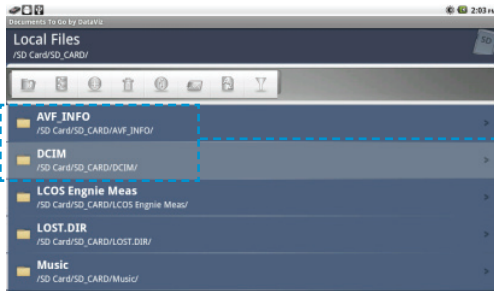 2:03 PM
Documents To Go by DataViz
Local Files
/SD Card/SD_CARD/
SD
AVF_INFO
/SD Card/SD_CARD/AVF_INFO/
DCIM
/SD Card/SD_CARD/DCIM/
LCOS Engnie Meas
/SD Card/SD_CARD/LCOS Engnie Meas/
LOST.DIR
/SD Card/SD_CARD/LOST.DIR/
Music
/SD Card/SD_CARD/Music/